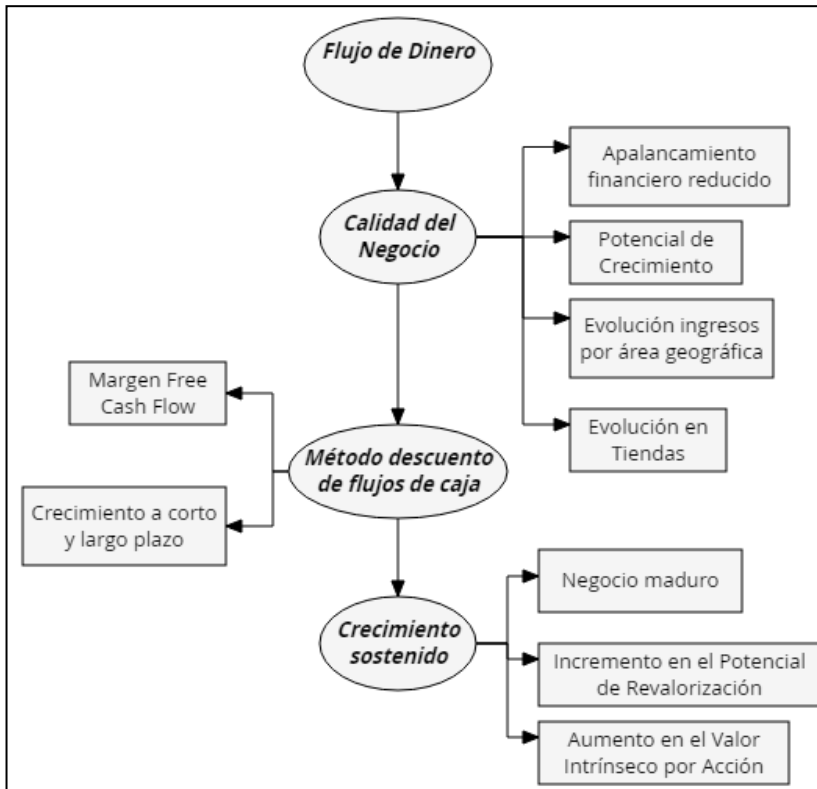 Flujo de Dinero
Calidad del
Negocio
Apalancamiento
financiero reducido
Potencial de
Crecimiento
Evolución ingresos
por área geográfica
Evolución en
Tiendas
Método descuento
de flujos de caja
Margen Free
Cash Flow
Crecimiento a corto
y largo plazo
Crecimiento
sostenido
Negocio maduro
Incremento en el Potencial
de Revalorización
Aumento en el Valor
Intrínseco por Acción